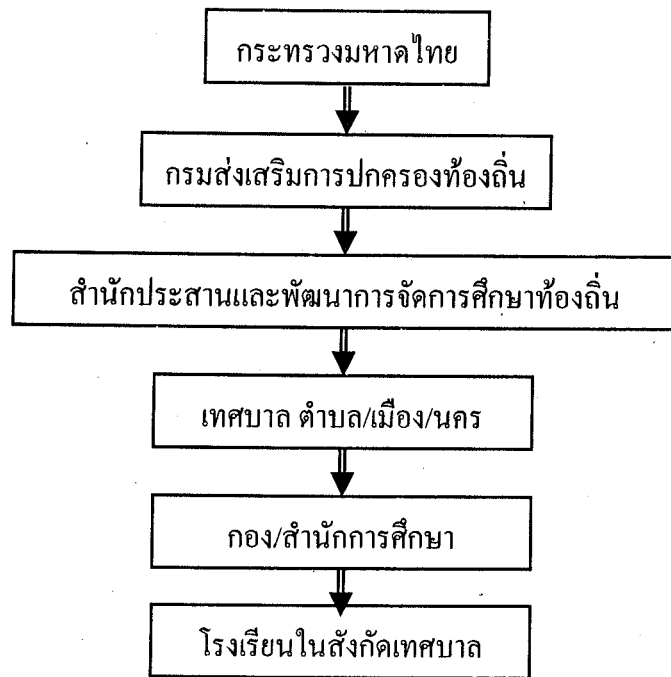 กระทรวงมหาดไทย
กรมส่งเสริมการปกครองท้องถิ่น
สำนักประสานและพัฒนาการจัดการศึกษาท้องถิ่น
เทศบาล ตำบล/เมือง/นคร
กอง/สำนักการศึกษา
โรงเรียนในสังกัดเทศบาล